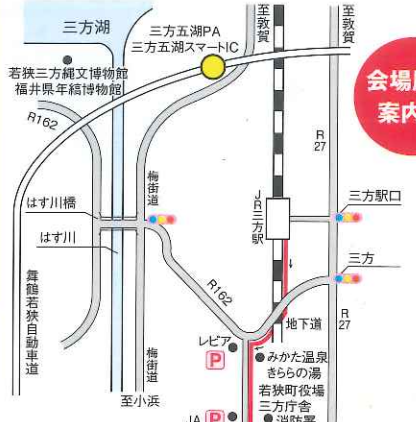 三方湖
三方五湖PA
三方五湖スマートIC
至敦賀
至敦賀
若狭三方縄文博物館
福井県年縞博物館
会場
案内
R162
R
27
梅街道
JR三方駅
三方駅口
はす川橋
はす川
三方
R162
舞鶴若狭自動車道
地下道
R
27
レピア
P
みかた温泉
きららの湯
梅街道
若狭町役場
三方庁舎
至小浜
JA
P
消防署